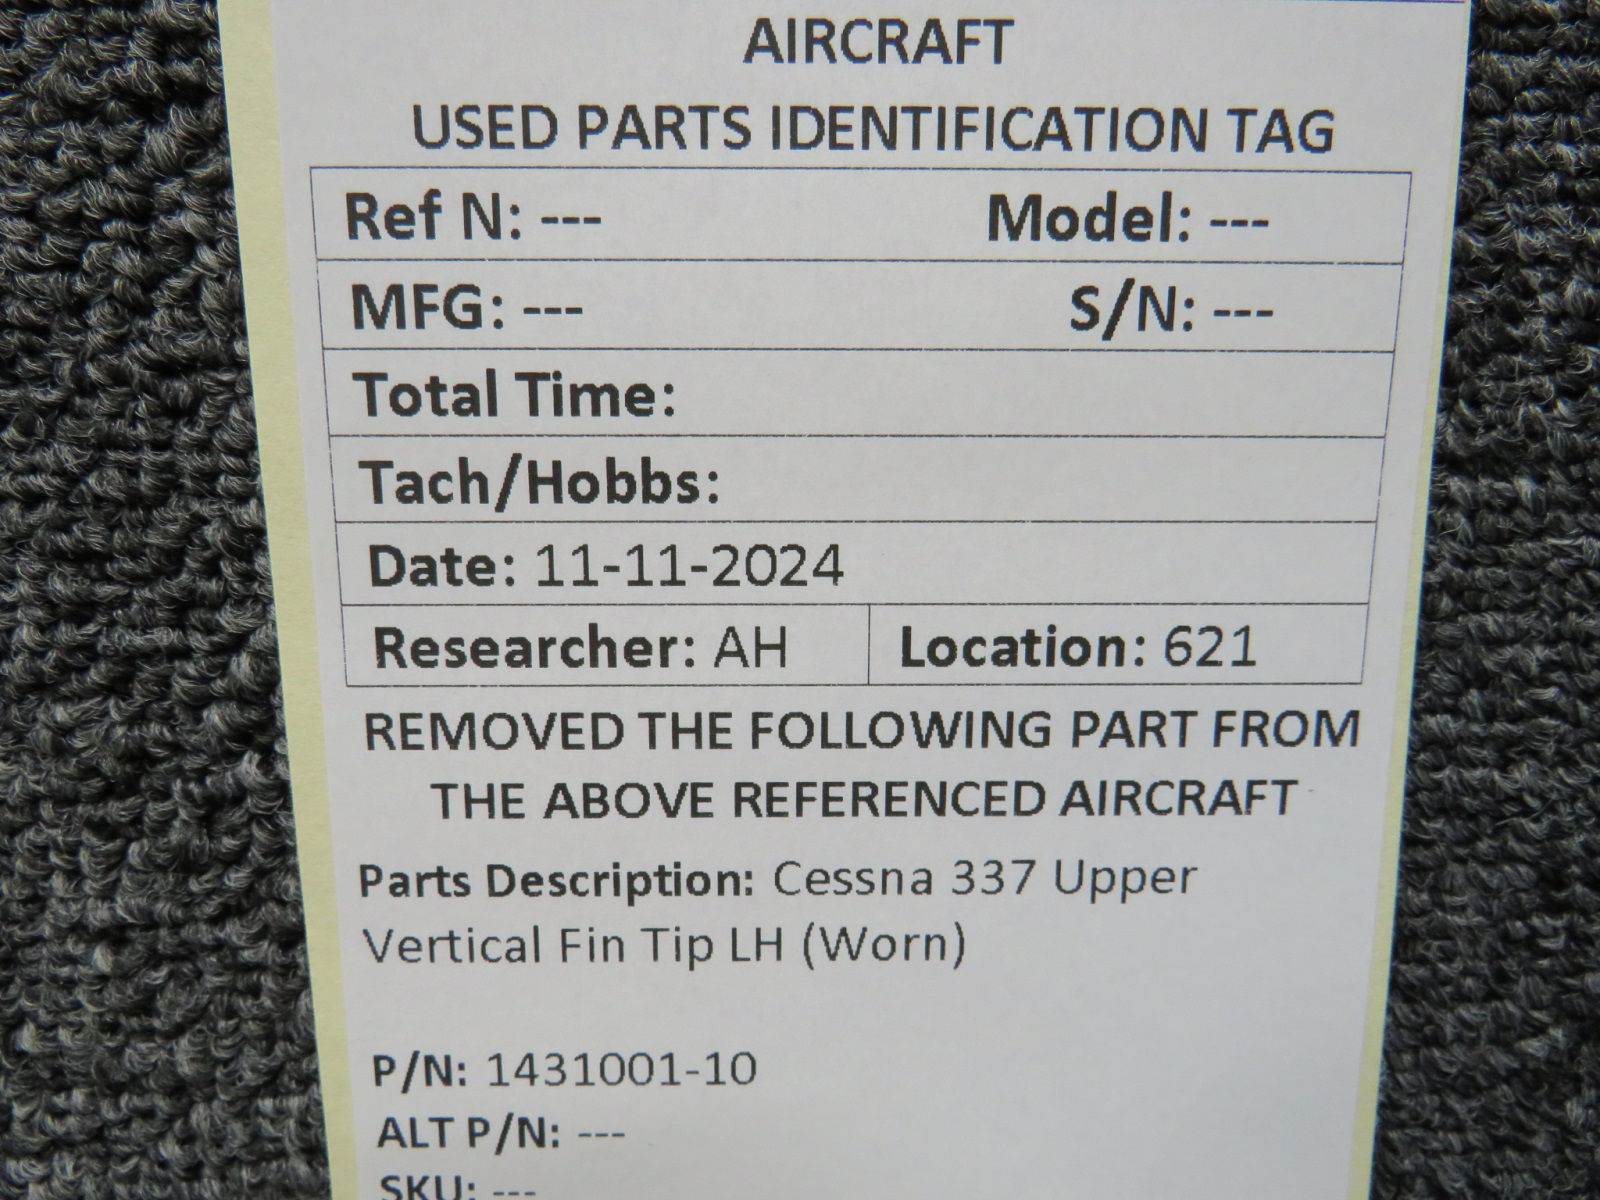 AIRCRAFT
USED PARTS IDENTIFICATION TAG
Ref N: --- Model: ---
MFG: --- S/N: ---
Total Time:
Tach/Hobbs:
Date: 11-11-2024
Researcher: AH Location: 621
REMOVED THE FOLLOWING PART FROM
THE ABOVE REFERENCED AIRCRAFT
Parts Description: Cessna 337 Upper
Vertical Fin Tip LH (Worn)
P/N: 1431001-10
ALT P/N: ---
SKU: ---